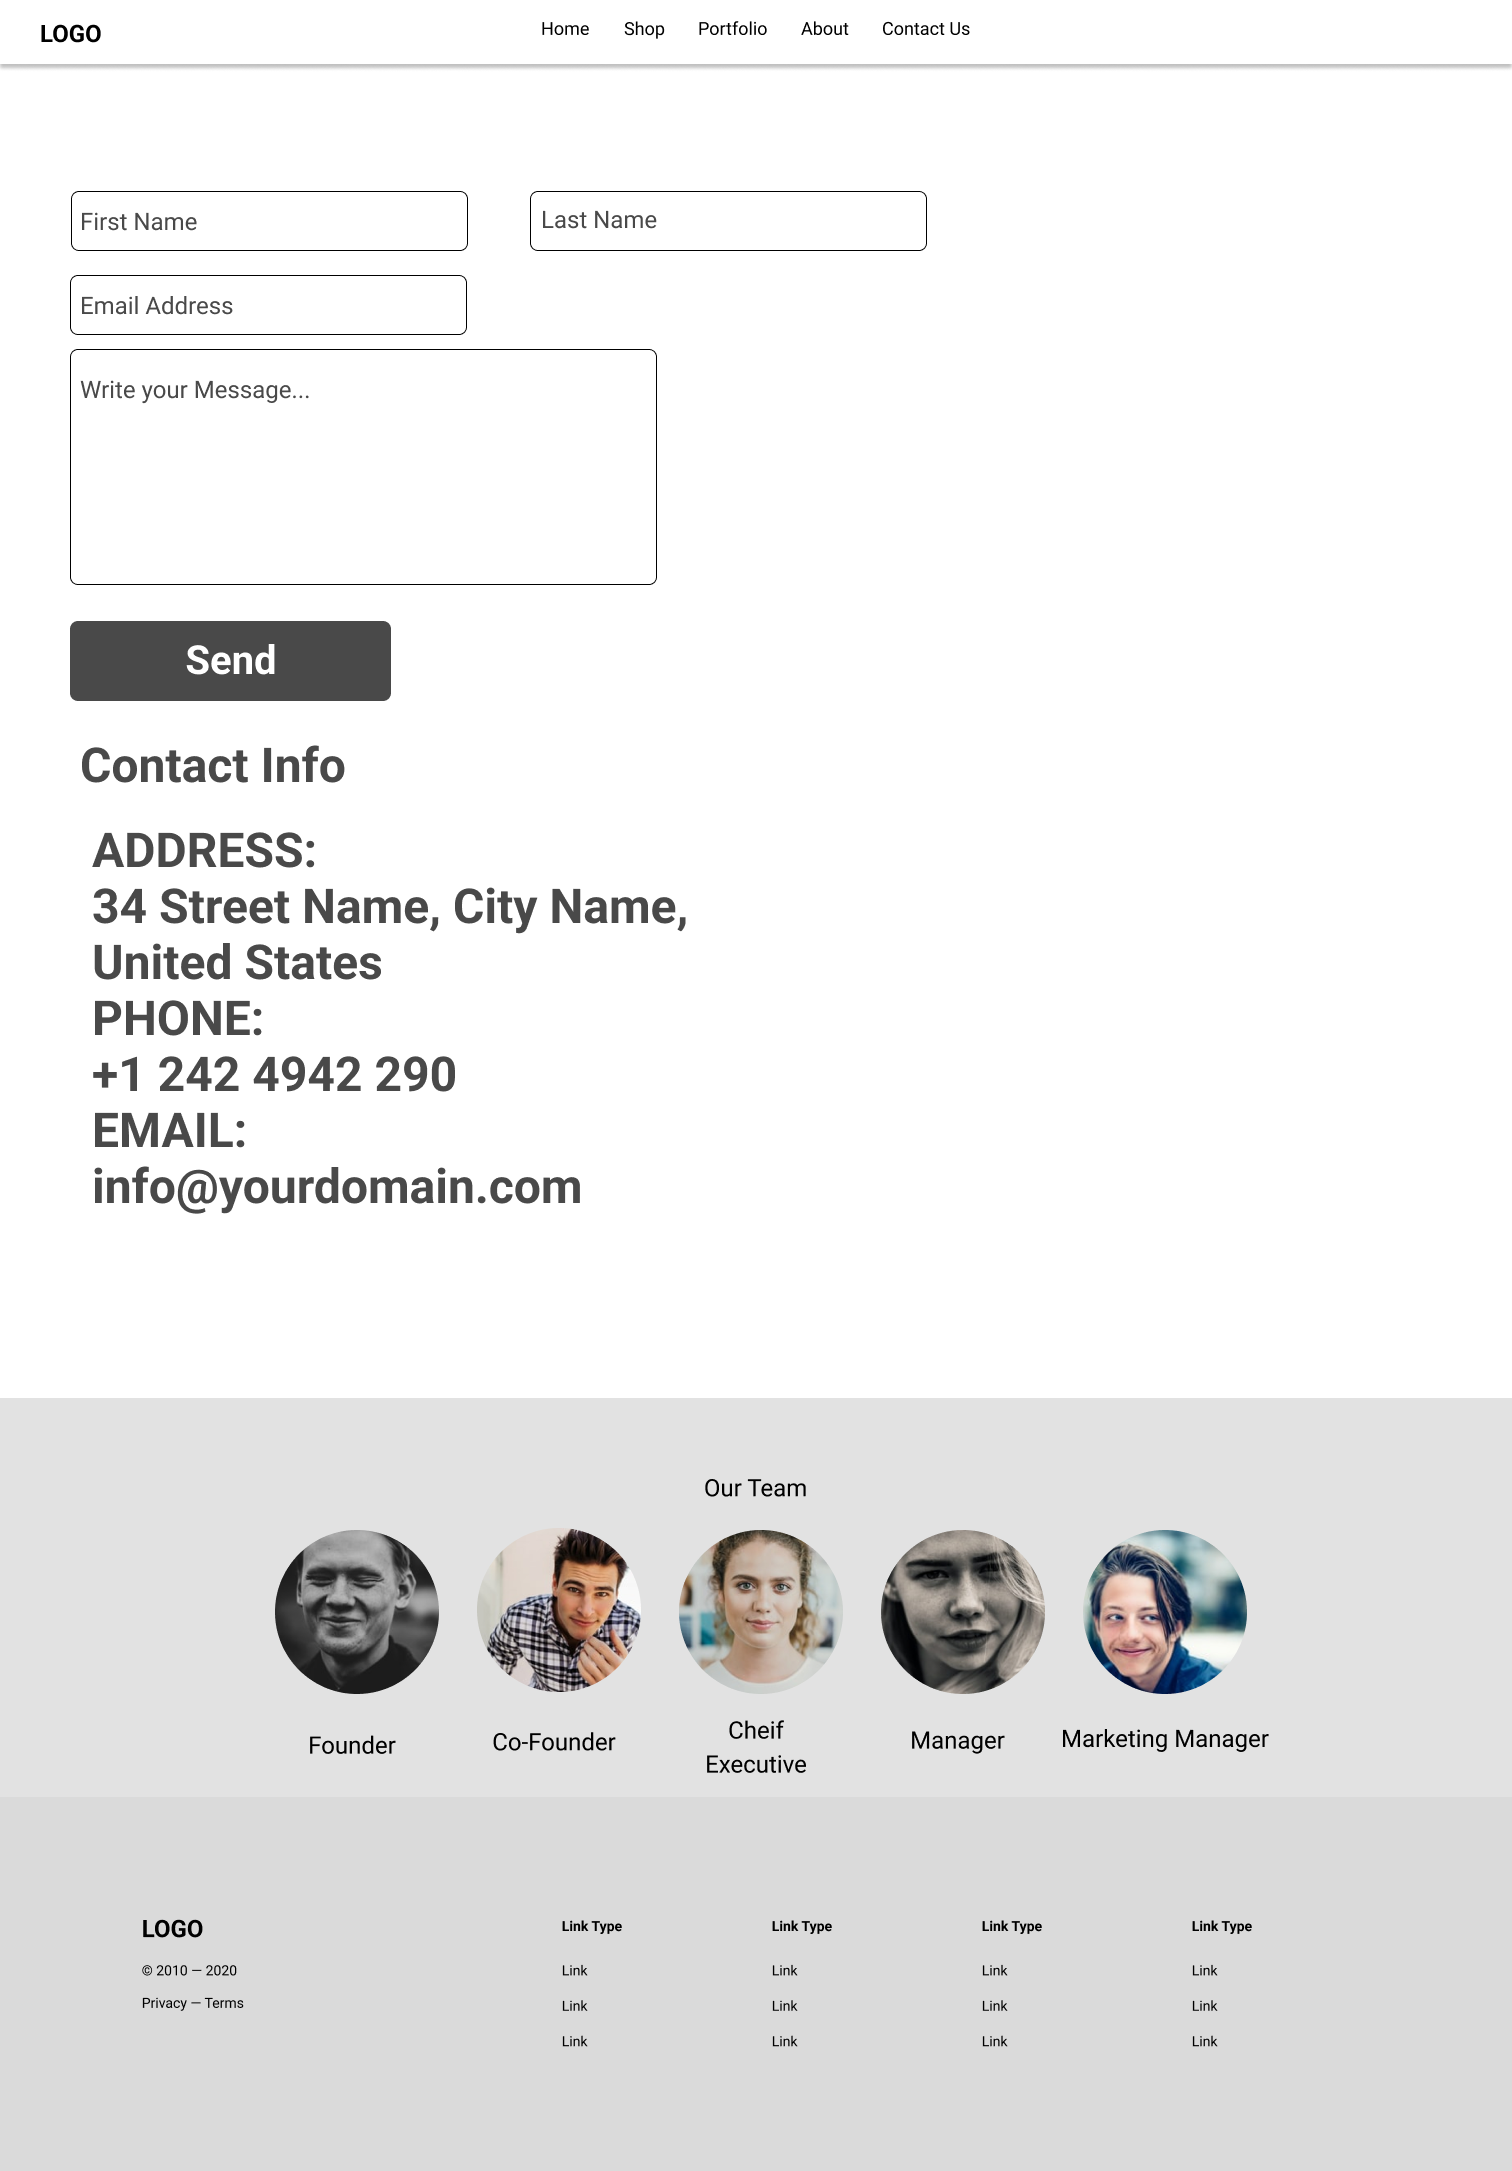 LOGO
Home Shop Portfolio About Contact Us
First Name Last Name
Email Address
Write your Message...
Send
Contact Info
ADDRESS:
34 Street Name, City Name,
United States
PHONE:
+1 242 4942 290
EMAIL:
info@yourdomain.com
Our Team
Founder
Co-Founder
Cheif
Executive
Manager
Marketing Manager
LOGO
© 2010 — 2020
Privacy — Terms
Link Type
Link
Link
Link
Link Type
Link
Link
Link
Link Type
Link
Link
Link
Link Type
Link
Link
Link